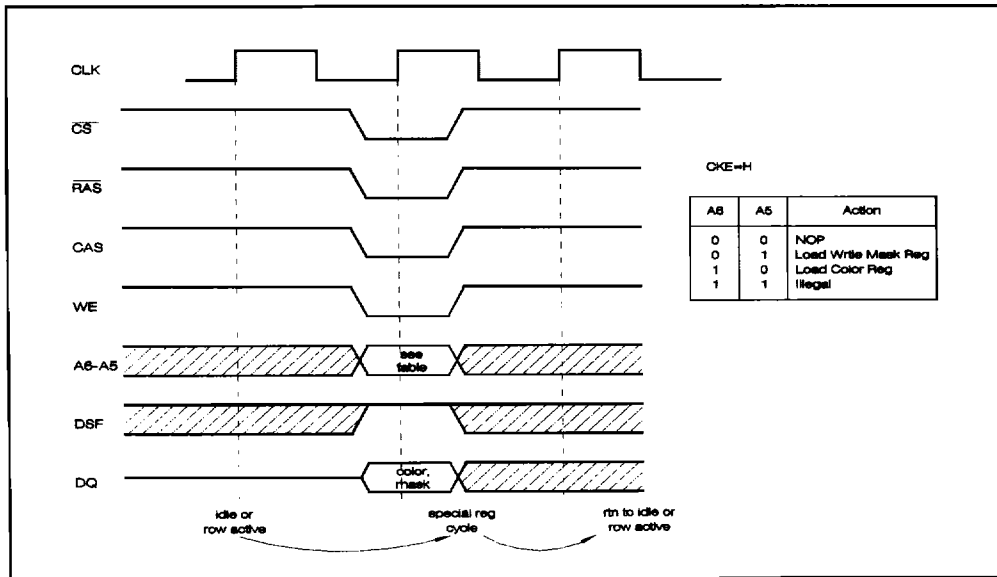 CLK
CS
RAS
CAS
WE
A6-A5
DSF
DQ
see
table
color,
mask
idle or
row active
special reg
cycle
rtn to idle or
row active
CKE=H
A6 A5 Action
0 0 NOP
0 1 Load Write Mask Reg
1 0 Load Color Reg
1 1 Illegal